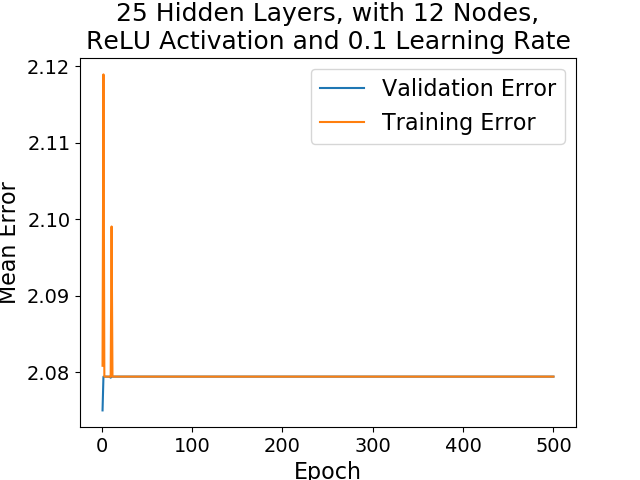 25 Hidden Layers, with 12 Nodes,
ReLU Activation and 0.1 Learning Rate
Validation Error
Training Error
2.12
2.11
2.10
2.09
2.08
Mean Error
0
100
200
300
400
500
Epoch